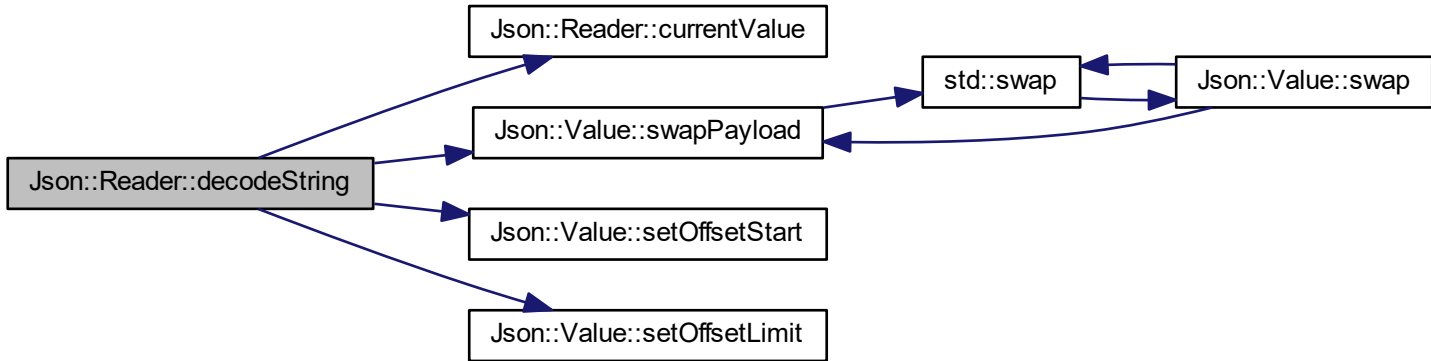 Json::Reader::currentValue
std::swap
Json::Value::swap
Json::Value::swapPayload
Json::Reader::decodeString
Json::Value::setOffsetStart
Json::Value::setOffsetLimit